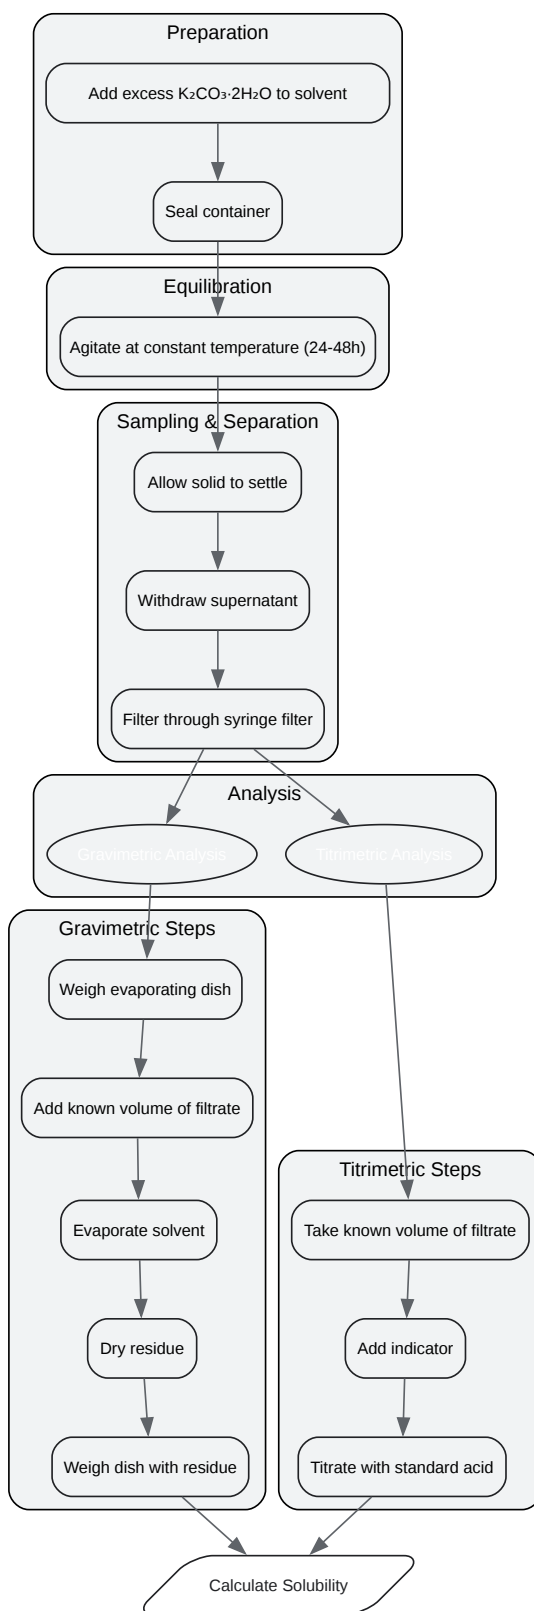 Preparation
Add excess K₂CO₃·2H₂O to solvent
Seal container
Equilibration
Agitate at constant temperature (24-48h)
Sampling & Separation
Allow solid to settle
Withdraw supernatant
Filter through syringe filter
Analysis
Gravimetric Analysis
Titrimetric Analysis
Gravimetric Steps
Weigh evaporating dish
Add known volume of filtrate
Evaporate solvent
Dry residue
Weigh dish with residue
Titrimetric Steps
Take known volume of filtrate
Add indicator
Titrate with standard acid
Calculate Solubility